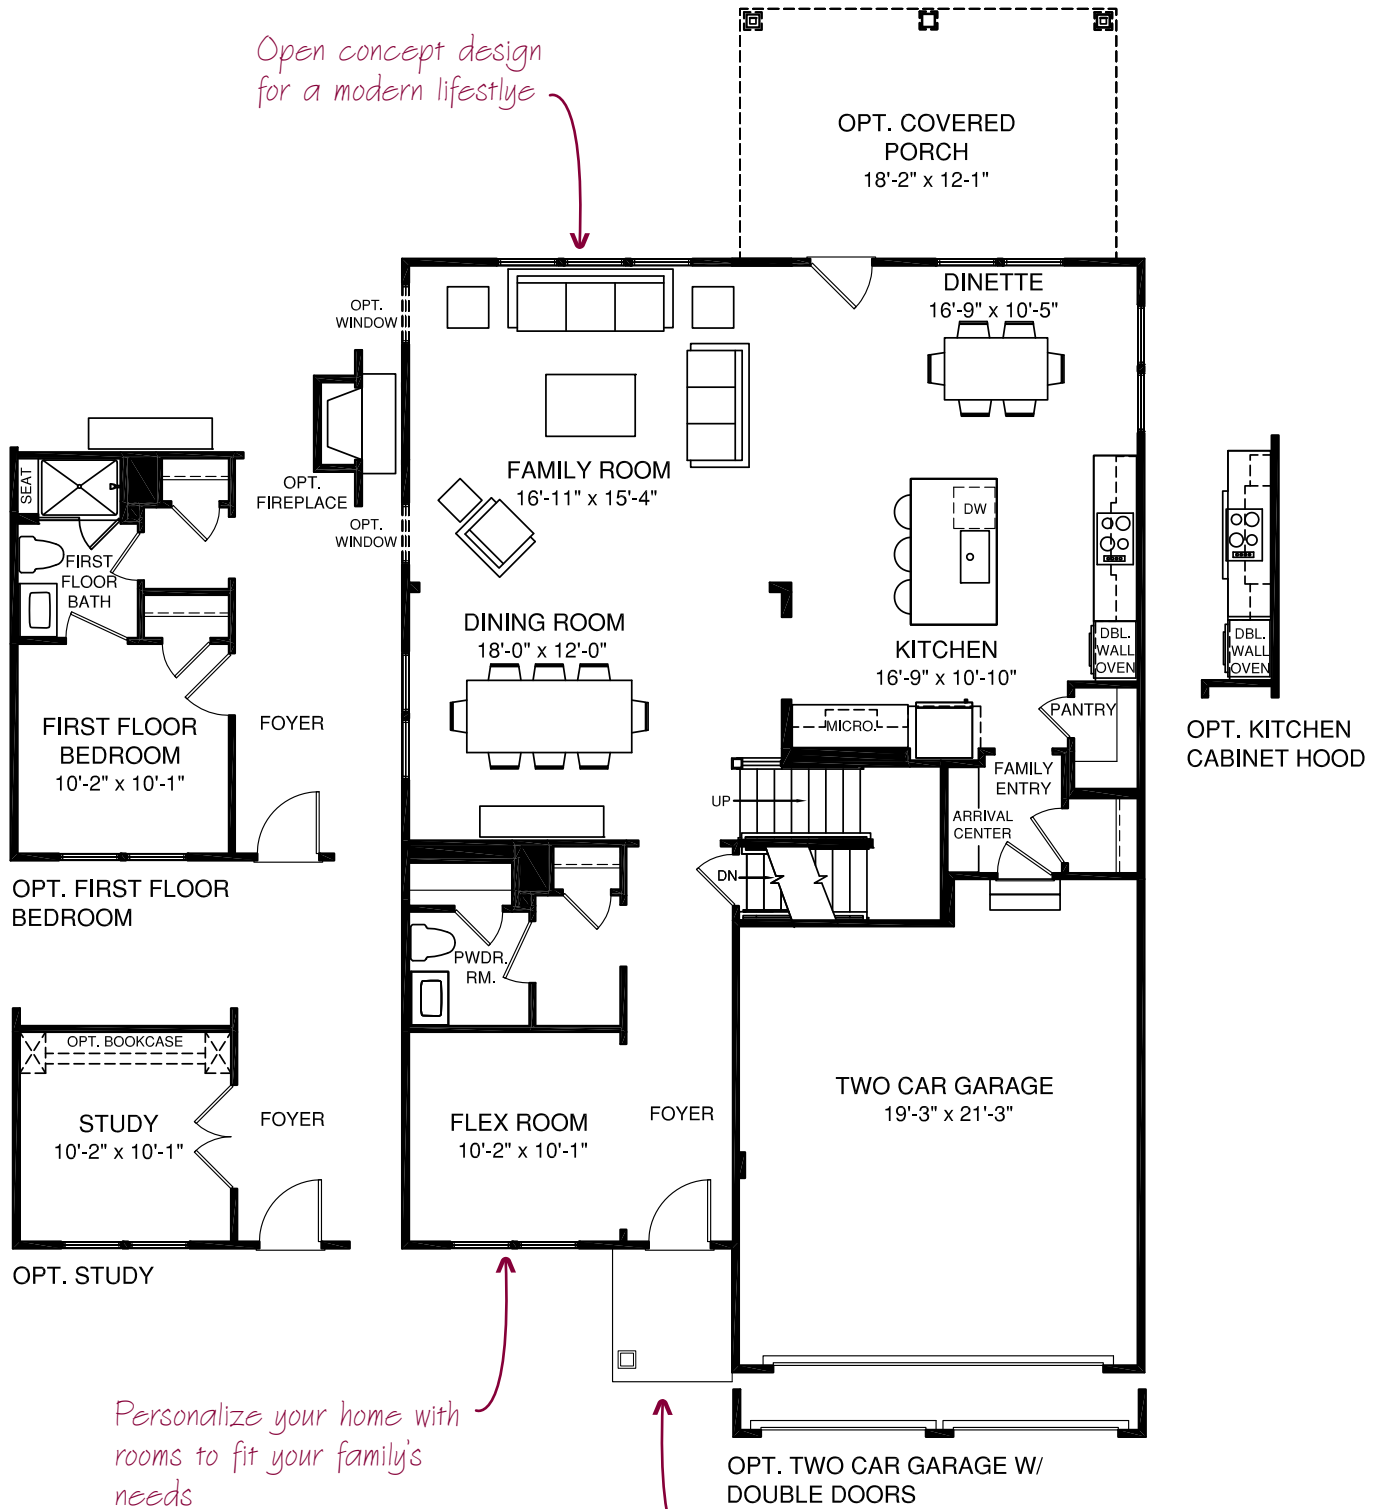 Open concept design
for a modern lifestlye
OPT. COVERED
PORCH
18'-2" x 12-1"
OPT.
WINDOW
DINETTE
16'-9" x 10'-5"
FAMILY ROOM
16'-11" x 15'-4"
OPT.
FIREPLACE
OPT.
WINDOW
DW
SEAT
FIRST
FLOOR
BATH
DINING ROOM
18'-0" x 12'-0"
KITCHEN
16'-9" x 10'-10"
DBL.
WALL
OVEN
DBL.
WALL
OVEN
FIRST FLOOR
BEDROOM
10'-2" x 10'-1"
FOYER
MICRO.
PANTRY
OPT. KITCHEN
CABINET HOOD
FAMILY
ENTRY
UP
ARRIVAL
CENTER
DN
OPT. FIRST FLOOR
BEDROOM
PWDR.
RM.
OPT. BOOKCASE
STUDY
10'-2" x 10'-1"
FOYER
FLEX ROOM
10'-2" x 10'-1"
FOYER
TWO CAR GARAGE
19'-3" x 21'-3"
OPT. STUDY
Personalize your home with
rooms to fit your family's
needs
OPT. TWO CAR GARAGE W/
DOUBLE DOORS